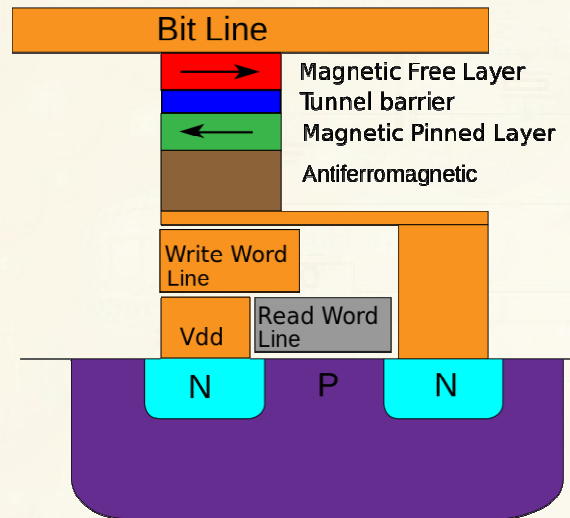 Bit Line
Magnetic Free Layer
Tunnel barrier
Magnetic Pinned Layer
Antiferromagnetic
Write Word
Line
Vdd
Read Word
Line
N
P
N